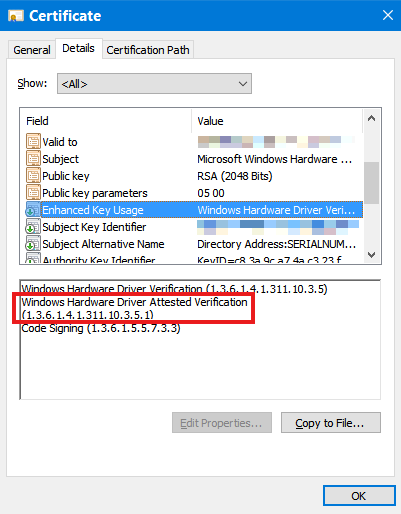 Certificate
General Details Certification Path
Show: <All>
Field Value
Valid to
Subject Microsoft Windows Hardware ...
Public key RSA (2048 Bits)
Public key parameters 05 00
Enhanced Key Usage Windows Hardware Driver Veri...
Subject Key Identifier
Subject Alternative Name Directory Address:SERIALNUM...
Authority Key Identifier KeyID=c8 3a 9c a7 4a c3 23 f
Windows Hardware Driver Verification (1.3.6.1.4.1.311.10.3.5)
Windows Hardware Driver Attested Verification
(1.3.6.1.4.1.311.10.3.5.1)
Code Signing (1.3.6.1.5.5.7.3.3)
Edit Properties... Copy to File...
OK